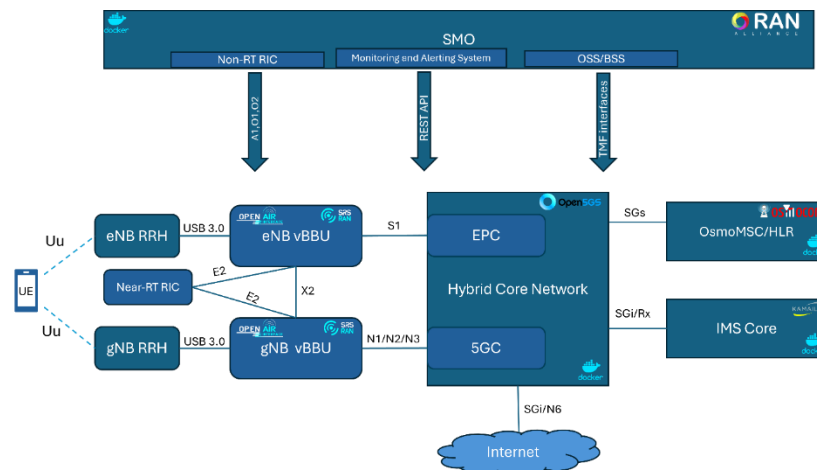 docker
SMO
RAN
ALLIANCE
Non-RT RIC
Monitoring and Alerting System
OSS/BSS
A1,O1,O2
REST API
TMF interfaces
UE
Uu
Uu
eNB RRH
USB 3.0
OPEN AIR
INTERFACE
SRS
RAN
eNB vBBU
S1
EPC
Open5GS
Near-RT RIC
E2
E2
X2
Hybrid Core Network
gNB RRH
USB 3.0
OPEN AIR
SRS
RAN
gNB vBBU
N1/N2/N3
5GC
docker
SGs
OsmoMSC/HLR
docker
SGi/Rx
KAMAIL
IMS Core
docker
SGi/N6
Internet